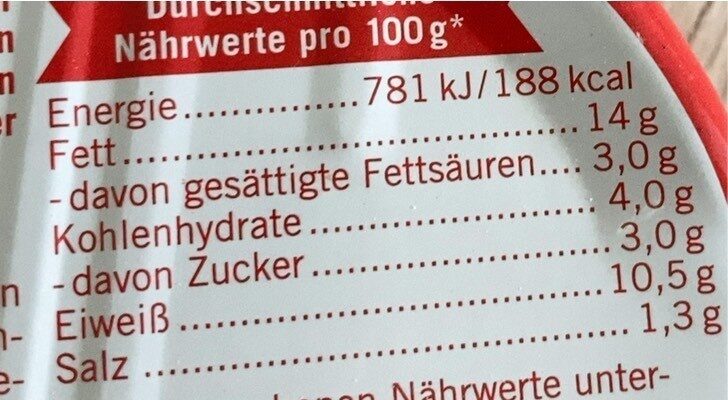 Nährwerte pro 100 g*
Energie...............781 kJ/188 kcal
Fett........................................... 14 g
- davon gesättigte Fettsäuren.... 3,0 g
Kohlenhydrate........................... 4,0 g
- davon Zucker........................... 3,0 g
Eiweiß....................................... 10,5 g
Salz............................................ 1,3 g
Nährwerte unter-